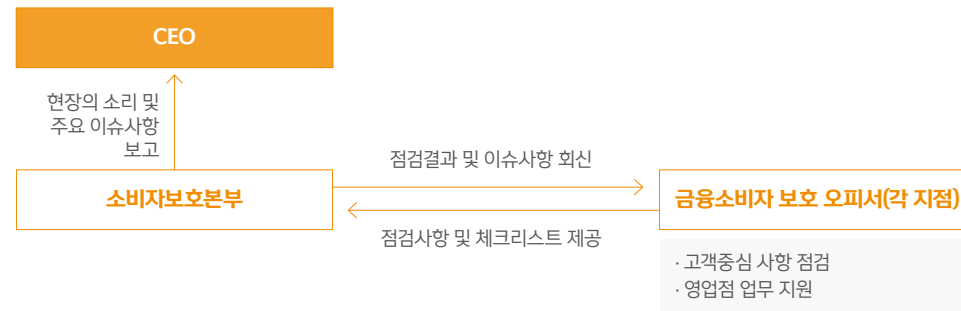 CEO
현장의 소리 및
주요 이슈사항
보고
점검결과 및 이슈사항 회신
소비자보호본부
금융소비자 보호 오피서(각 지점)
점검사항 및 체크리스트 제공
· 고객중심 사항 점검
· 영업점 업무 지원